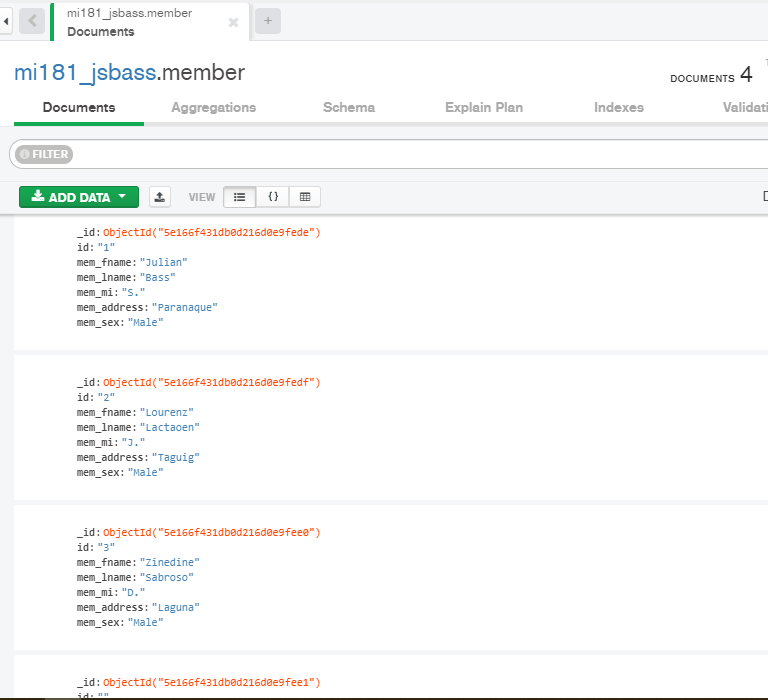 mi181_jsbass.member
Documents
mi181_jsbass.member
DOCUMENTS 4
Documents Aggregations Schema Explain Plan Indexes Validati
FILTER
ADD DATA VIEW { }
_id: ObjectId("5e166f431db0d216d0e9fede")
id: "1"
mem_fname: "Julian"
mem_lname: "Bass"
mem_mi: "S."
mem_address: "Paranaque"
mem_sex: "Male"
_id: ObjectId("5e166f431db0d216d0e9fedf")
id: "2"
mem_fname: "Lourenz"
mem_lname: "Lactaoen"
mem_mi: "J."
mem_address: "Taguig"
mem_sex: "Male"
_id: ObjectId("5e166f431db0d216d0e9fee0")
id: "3"
mem_fname: "Zinedine"
mem_lname: "Sabroso"
mem_mi: "D."
mem_address: "Laguna"
mem_sex: "Male"
_id: ObjectId("5e166f431db0d216d0e9fee1")
id: ""